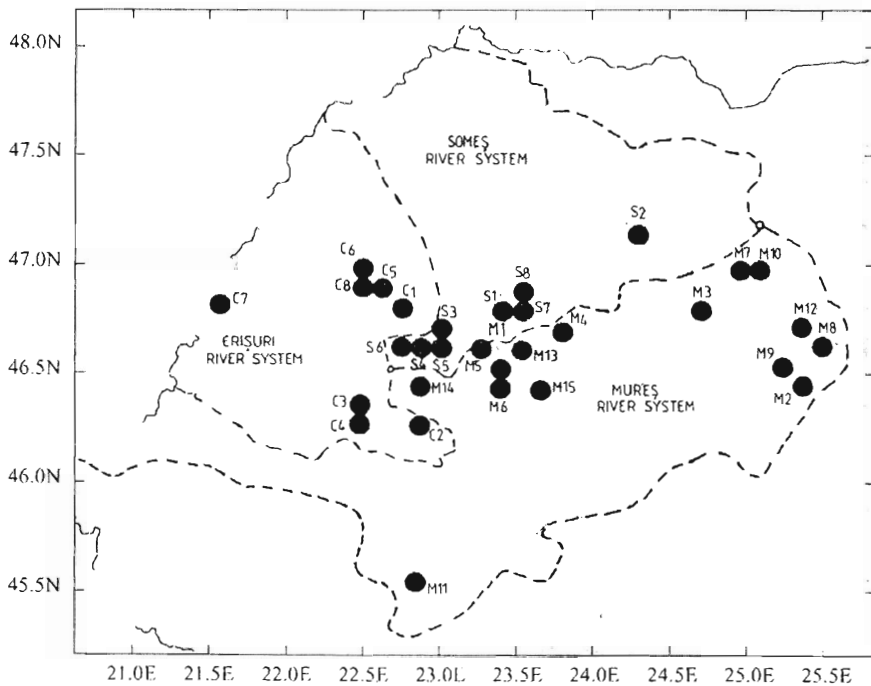 48.0N
SOMEŞ
RIVER SYSTEM
47.5N
S2
C6
47.0N
C8
C5
S8
M7
M10
C7
C1
S1
S7
M3
S3
M1
M4
M12
ERIŞURI
RIVER SYSTEM
S6
S4
S5
M5
M13
M8
46.5N
M14
M9
M6
M15
MUREŞ
RIVER SYSTEM
M2
C3
C4
C2
46.0N
45.5N
M11
21.0E
21.5E
22.0E
22.5E
23.0E
23.5E
24.0E
24.5E
25.0E
25.5E